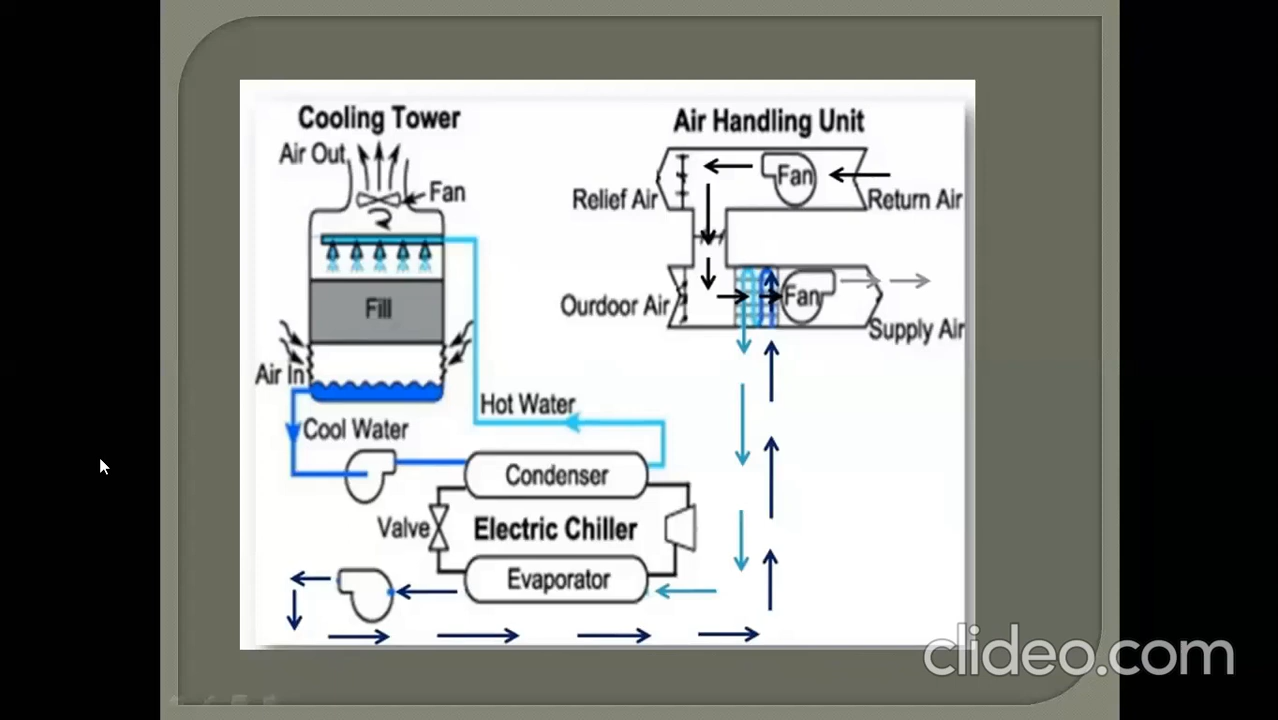 Cooling Tower
Air Handling Unit
Air Out
Fan
Fan
Relief Air
Return Air
Fill
Ourdoor Air
Fan
Supply Air
Air In
Hot Water
Cool Water
Condenser
Valve
Electric Chiller
Evaporator
clideo.com